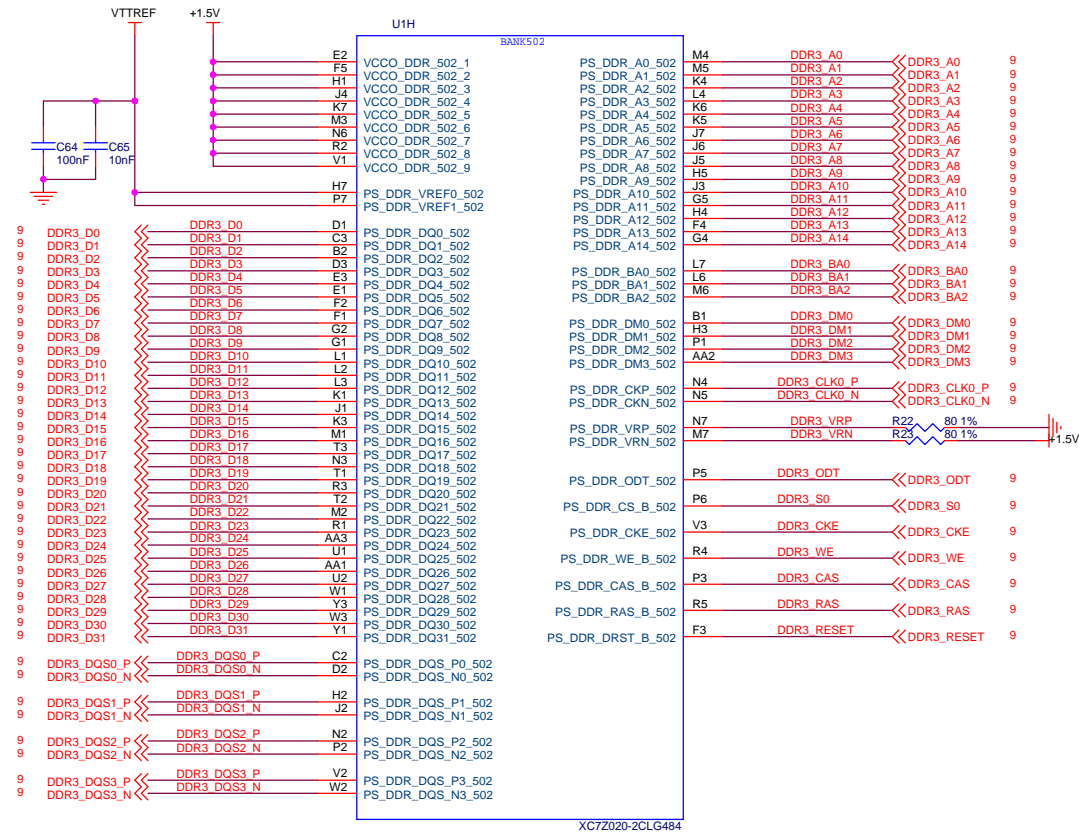 VTTREF +1.5V
U1H
BANK502
E2 VCCO_DDR_502_1
F5 VCCO_DDR_502_2
H1 VCCO_DDR_502_3
J4 VCCO_DDR_502_4
K7 VCCO_DDR_502_5
M3 VCCO_DDR_502_6
N6 VCCO_DDR_502_7
R2 VCCO_DDR_502_8
V1 VCCO_DDR_502_9
C64 100nF
C65 10nF
H7 PS_DDR_VREF0_502
P7 PS_DDR_VREF1_502
9 DDR3_D0 DDR3_D0 D1 PS_DDR_DQ0_502
9 DDR3_D1 DDR3_D1 C3 PS_DDR_DQ1_502
9 DDR3_D2 DDR3_D2 B2 PS_DDR_DQ2_502
9 DDR3_D3 DDR3_D3 D3 PS_DDR_DQ3_502
9 DDR3_D4 DDR3_D4 E3 PS_DDR_DQ4_502
9 DDR3_D5 DDR3_D5 E1 PS_DDR_DQ5_502
9 DDR3_D6 DDR3_D6 F2 PS_DDR_DQ6_502
9 DDR3_D7 DDR3_D7 F1 PS_DDR_DQ7_502
9 DDR3_D8 DDR3_D8 G2 PS_DDR_DQ8_502
9 DDR3_D9 DDR3_D9 G1 PS_DDR_DQ9_502
9 DDR3_D10 DDR3_D10 L1 PS_DDR_DQ10_502
9 DDR3_D11 DDR3_D11 L2 PS_DDR_DQ11_502
9 DDR3_D12 DDR3_D12 L3 PS_DDR_DQ12_502
9 DDR3_D13 DDR3_D13 K1 PS_DDR_DQ13_502
9 DDR3_D14 DDR3_D14 J1 PS_DDR_DQ14_502
9 DDR3_D15 DDR3_D15 K3 PS_DDR_DQ15_502
9 DDR3_D16 DDR3_D16 M1 PS_DDR_DQ16_502
9 DDR3_D17 DDR3_D17 T3 PS_DDR_DQ17_502
9 DDR3_D18 DDR3_D18 N3 PS_DDR_DQ18_502
9 DDR3_D19 DDR3_D19 T1 PS_DDR_DQ19_502
9 DDR3_D20 DDR3_D20 R3 PS_DDR_DQ20_502
9 DDR3_D21 DDR3_D21 T2 PS_DDR_DQ21_502
9 DDR3_D22 DDR3_D22 M2 PS_DDR_DQ22_502
9 DDR3_D23 DDR3_D23 R1 PS_DDR_DQ23_502
9 DDR3_D24 DDR3_D24 AA3 PS_DDR_DQ24_502
9 DDR3_D25 DDR3_D25 U1 PS_DDR_DQ25_502
9 DDR3_D26 DDR3_D26 AA1 PS_DDR_DQ26_502
9 DDR3_D27 DDR3_D27 U2 PS_DDR_DQ27_502
9 DDR3_D28 DDR3_D28 W1 PS_DDR_DQ28_502
9 DDR3_D29 DDR3_D29 Y3 PS_DDR_DQ29_502
9 DDR3_D30 DDR3_D30 W3 PS_DDR_DQ30_502
9 DDR3_D31 DDR3_D31 Y1 PS_DDR_DQ31_502
9 DDR3_DQS0_P DDR3_DQS0_P C2 PS_DDR_DQS_P0_502
9 DDR3_DQS0_N DDR3_DQS0_N D2 PS_DDR_DQS_N0_502
9 DDR3_DQS1_P DDR3_DQS1_P H2 PS_DDR_DQS_P1_502
9 DDR3_DQS1_N DDR3_DQS1_N J2 PS_DDR_DQS_N1_502
9 DDR3_DQS2_P DDR3_DQS2_P N2 PS_DDR_DQS_P2_502
9 DDR3_DQS2_N DDR3_DQS2_N P2 PS_DDR_DQS_N2_502
9 DDR3_DQS3_P DDR3_DQS3_P V2 PS_DDR_DQS_P3_502
9 DDR3_DQS3_N DDR3_DQS3_N W2 PS_DDR_DQS_N3_502
PS_DDR_A0_502 M4 DDR3_A0 DDR3_A0 9
PS_DDR_A1_502 M5 DDR3_A1 DDR3_A1 9
PS_DDR_A2_502 K4 DDR3_A2 DDR3_A2 9
PS_DDR_A3_502 L4 DDR3_A3 DDR3_A3 9
PS_DDR_A4_502 K6 DDR3_A4 DDR3_A4 9
PS_DDR_A5_502 K5 DDR3_A5 DDR3_A5 9
PS_DDR_A6_502 J7 DDR3_A6 DDR3_A6 9
PS_DDR_A7_502 J6 DDR3_A7 DDR3_A7 9
PS_DDR_A8_502 J5 DDR3_A8 DDR3_A8 9
PS_DDR_A9_502 H5 DDR3_A9 DDR3_A9 9
PS_DDR_A10_502 J3 DDR3_A10 DDR3_A10 9
PS_DDR_A11_502 G5 DDR3_A11 DDR3_A11 9
PS_DDR_A12_502 H4 DDR3_A12 DDR3_A12 9
PS_DDR_A13_502 F4 DDR3_A13 DDR3_A13 9
PS_DDR_A14_502 G4 DDR3_A14 DDR3_A14 9
PS_DDR_BA0_502 L7 DDR3_BA0 DDR3_BA0 9
PS_DDR_BA1_502 L6 DDR3_BA1 DDR3_BA1 9
PS_DDR_BA2_502 M6 DDR3_BA2 DDR3_BA2 9
PS_DDR_DM0_502 B1 DDR3_DM0 DDR3_DM0 9
PS_DDR_DM1_502 H3 DDR3_DM1 DDR3_DM1 9
PS_DDR_DM2_502 P1 DDR3_DM2 DDR3_DM2 9
PS_DDR_DM3_502 AA2 DDR3_DM3 DDR3_DM3 9
PS_DDR_CKP_502 N4 DDR3_CLK0_P DDR3_CLK0_P 9
PS_DDR_CKN_502 N5 DDR3_CLK0_N DDR3_CLK0_N 9
PS_DDR_VRP_502 N7 DDR3_VRP R22 80 1%
PS_DDR_VRN_502 M7 DDR3_VRN R23 80 1% +1.5V
PS_DDR_ODT_502 P5 DDR3_ODT DDR3_ODT 9
PS_DDR_CS_B_502 P6 DDR3_S0 DDR3_S0 9
PS_DDR_CKE_502 V3 DDR3_CKE DDR3_CKE 9
PS_DDR_WE_B_502 R4 DDR3_WE DDR3_WE 9
PS_DDR_CAS_B_502 P3 DDR3_CAS DDR3_CAS 9
PS_DDR_RAS_B_502 R5 DDR3_RAS DDR3_RAS 9
PS_DDR_DRST_B_502 F3 DDR3_RESET DDR3_RESET 9
XC7Z020-2CLG484